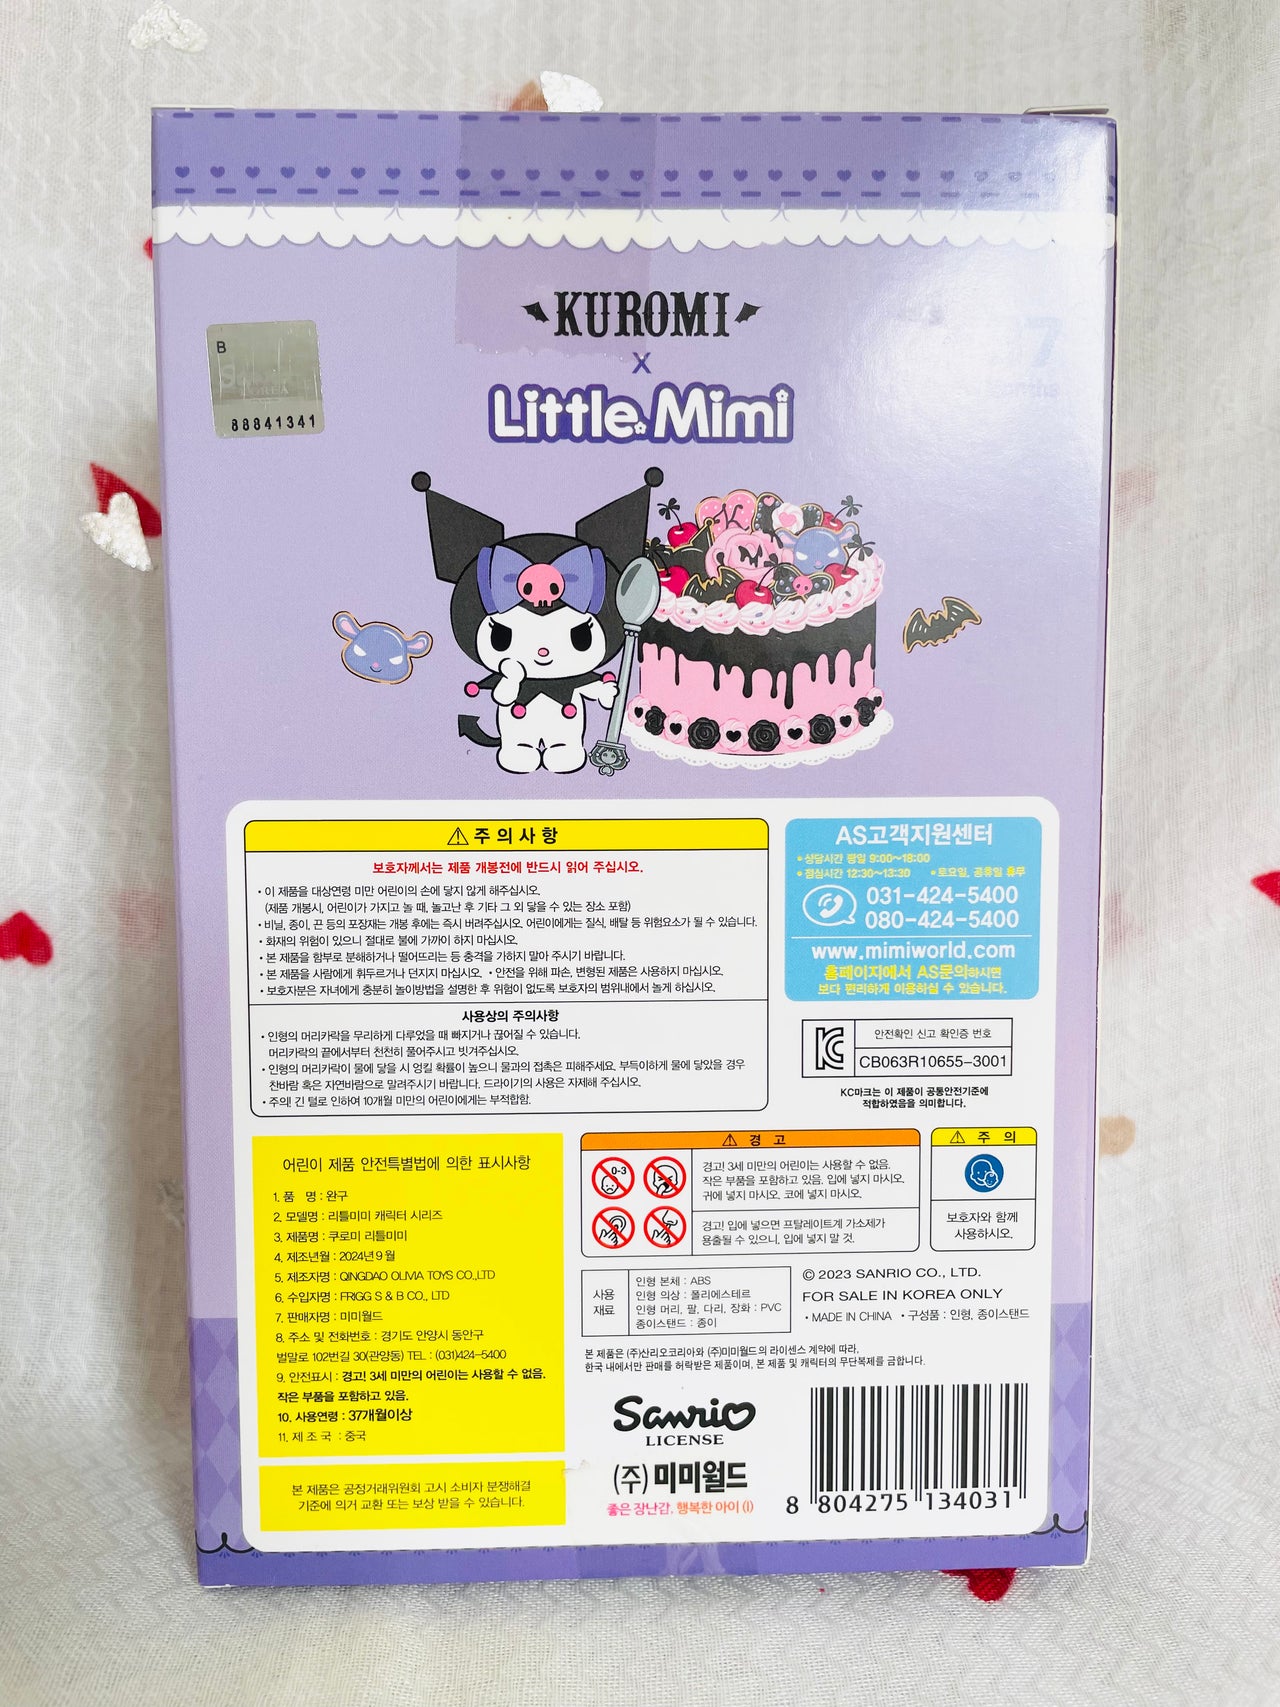 KUROMI
X
Little Mimi
B
88841341
7
K
M
⚠주의사항
보호자께서는 제품 개봉전에 반드시 읽어 주십시오.
• 이 제품을 대상연령 미만 어린이의 손에 닿지 않게 해주십시오.
(제품 개봉시, 어린이가 가지고 놀 때, 놀고난 후 기타 그 외 닿을 수 있는 장소 포함)
• 비닐, 종이, 끈 등의 포장재는 개봉 후에는 즉시 버려주십시오. 어린이에게는 질식, 배탈 등 위험요소가 될 수 있습니다.
• 화재의 위험이 있으니 절대로 불에 가까이 하지 마십시오.
• 본 제품을 함부로 분해하거나 떨어뜨리는 등 충격을 가하지 말아 주시기 바랍니다.
• 본 제품을 사람에게 휘두르거나 던지지 마십시오. • 안전을 위해 파손, 변형된 제품은 사용하지 마십시오.
• 보호자분은 자녀에게 충분히 놀이방법을 설명한 후 위험이 없도록 보호자의 범위내에서 놀게 하십시오.
사용상의 주의사항
• 인형의 머리카락을 무리하게 다루었을 때 빠지거나 끊어질 수 있습니다.
머리카락의 끝에서부터 천천히 풀어주시고 빗겨주십시오.
• 인형의 머리카락이 물에 닿을 시 엉킬 확률이 높으니 물과의 접촉은 피해주세요. 부득이하게 물에 닿았을 경우
찬바람 혹은 자연바람으로 말려주시기 바랍니다. 드라이기의 사용은 자제해 주십시오.
• 주의! 긴 털로 인하여 10개월 미만의 어린이에게는 부적합함.
AS고객지원센터
• 상담시간 평일 9:00~18:00
• 점심시간 12:30~13:30 • 토요일, 공휴일 휴무
031-424-5400
080-424-5400
www.mimiworld.com
홈페이지에서 AS문의하시면
보다 편리하게 이용하실 수 있습니다.
안전확인 신고 확인증 번호
CB063R10655-3001
KC마크는 이 제품이 공통안전기준에
적합하였음을 의미합니다.
어린이 제품 안전특별법에 의한 표시사항
1. 품 명 : 완구
2. 모델명 : 리틀미미 캐릭터 시리즈
3. 제품명 : 쿠로미 리틀미미
4. 제조년월 : 2024년 9월
5. 제조자명 : QINGDAO OLIVIA TOYS CO.,LTD
6. 수입자명 : FRIGG S & B CO., LTD
7. 판매자명 : 미미월드
8. 주소 및 전화번호 : 경기도 안양시 동안구
벌말로 102번길 30(관양동) TEL : (031)424-5400
9. 안전표시 : 경고! 3세 미만의 어린이는 사용할 수 없음.
작은 부품을 포함하고 있음.
10. 사용연령 : 37개월이상
11. 제 조 국 : 중국
본 제품은 공정거래위원회 고시 소비자 분쟁해결
기준에 의거 교환 또는 보상 받을 수 있습니다.
⚠ 경 고
0-3
경고! 3세 미만의 어린이는 사용할 수 없음.
작은 부품을 포함하고 있음. 입에 넣지 마시오.
귀에 넣지 마시오. 코에 넣지 마시오.
경고! 입에 넣으면 프탈레이트계 가소제가
용출될 수 있으니, 입에 넣지 말 것.
⚠ 주 의
보호자와 함께
사용하시오.
사용
재료
인형 본체 : ABS
인형 의상 : 폴리에스테르
인형 머리, 팔, 다리, 장화 : PVC
종이스탠드 : 종이
© 2023 SANRIO CO., LTD.
FOR SALE IN KOREA ONLY
• MADE IN CHINA • 구성품 : 인형, 종이스탠드
본 제품은 (주)산리오코리아와 (주)미미월드의 라이센스 계약에 따라,
한국 내에서만 판매를 허락받은 제품이며, 본 제품 및 캐릭터의 무단복제를 금합니다.
Sanrio
LICENSE
(주) 미미월드
좋은 장난감. 행복한 아이 (!)
8 804275 134031